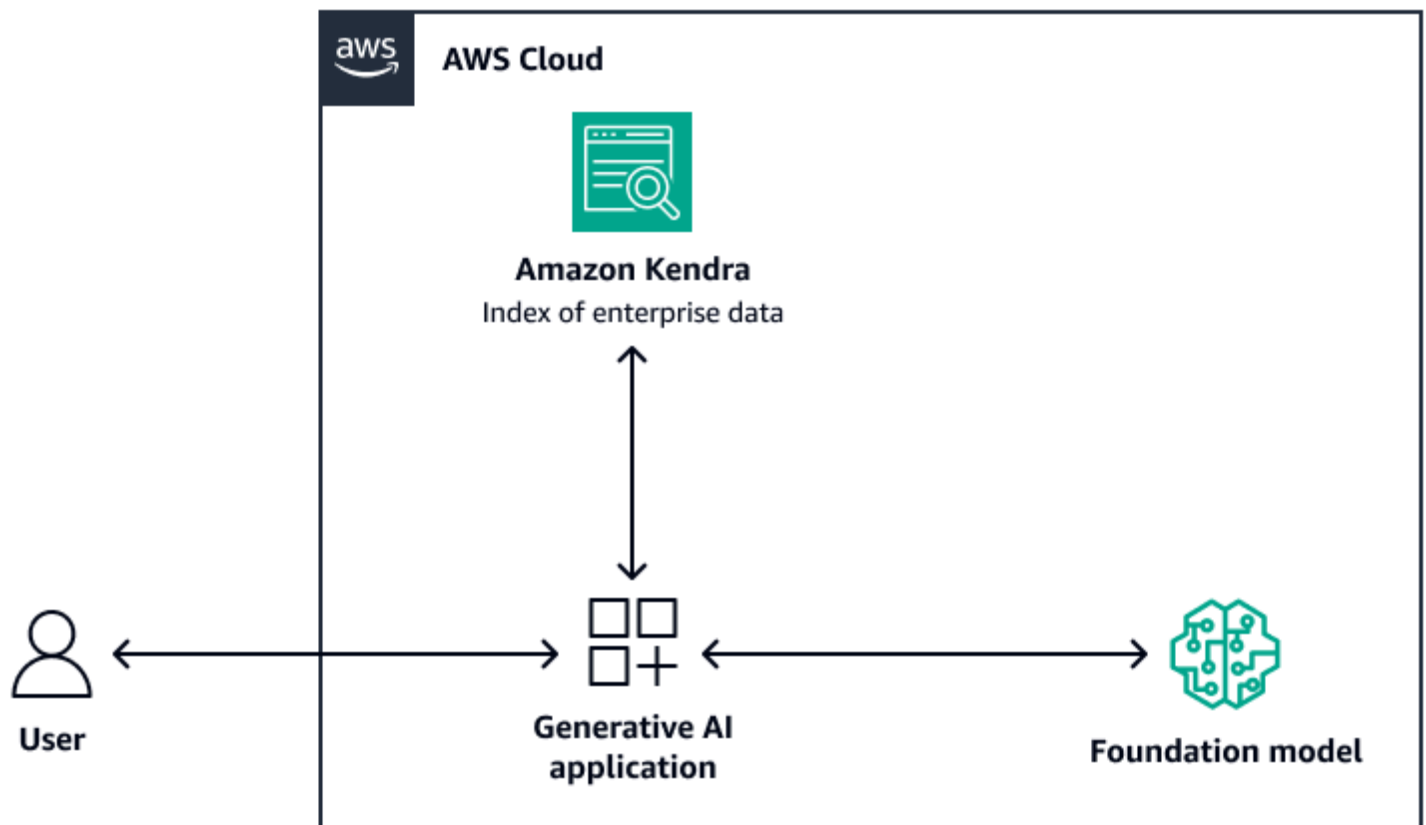 aws
AWS Cloud
Amazon Kendra
Index of enterprise data
User
Generative AI
application
Foundation model